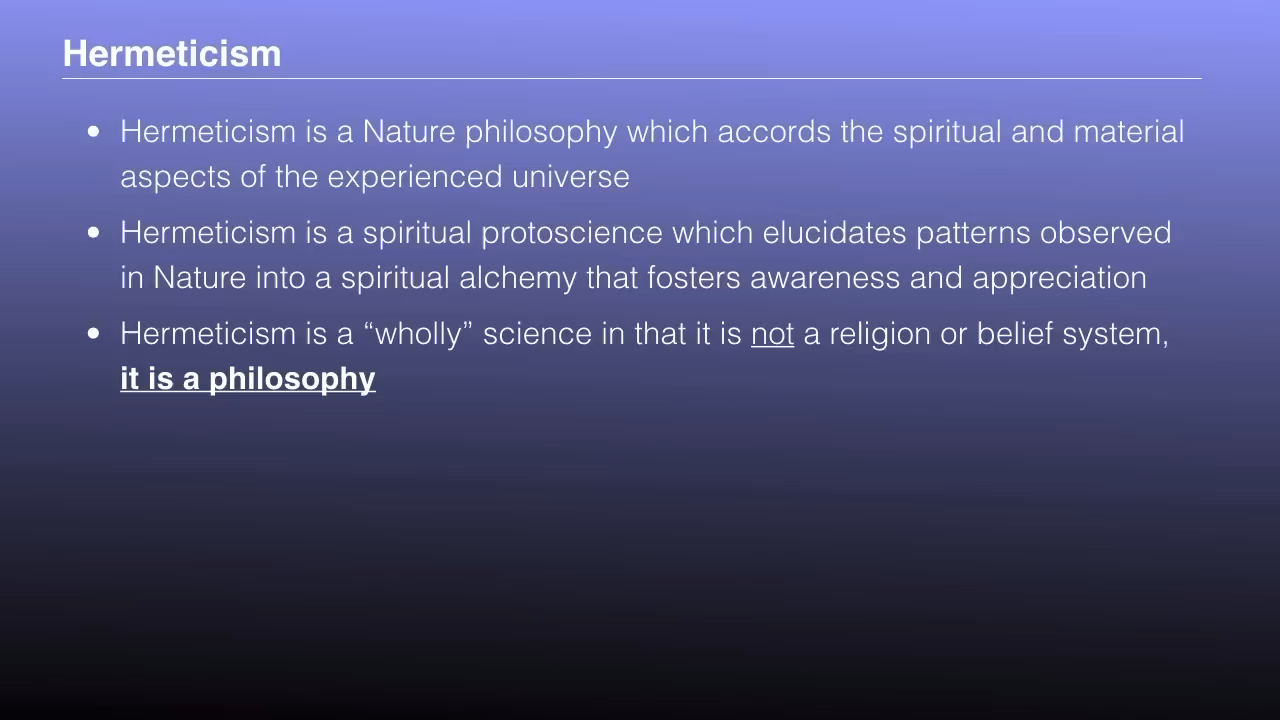 Hermeticism
• Hermeticism is a Nature philosophy which accords the spiritual and material
aspects of the experienced universe
• Hermeticism is a spiritual protoscience which elucidates patterns observed
in Nature into a spiritual alchemy that fosters awareness and appreciation
• Hermeticism is a “wholly” science in that it is not a religion or belief system,
it is a philosophy